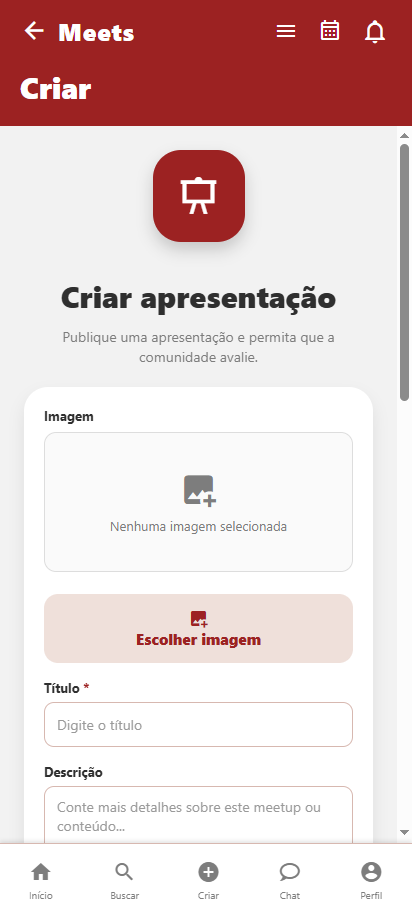 Meets
Criar
Criar apresentação
Publique uma apresentação e permita que a
comunidade avalie.
Imagem
Nenhuma imagem selecionada
Escolher imagem
Título *
Digite o título
Descrição
Conte mais detalhes sobre este meetup ou
conteúdo...
Início
Buscar
Criar
Chat
Perfil